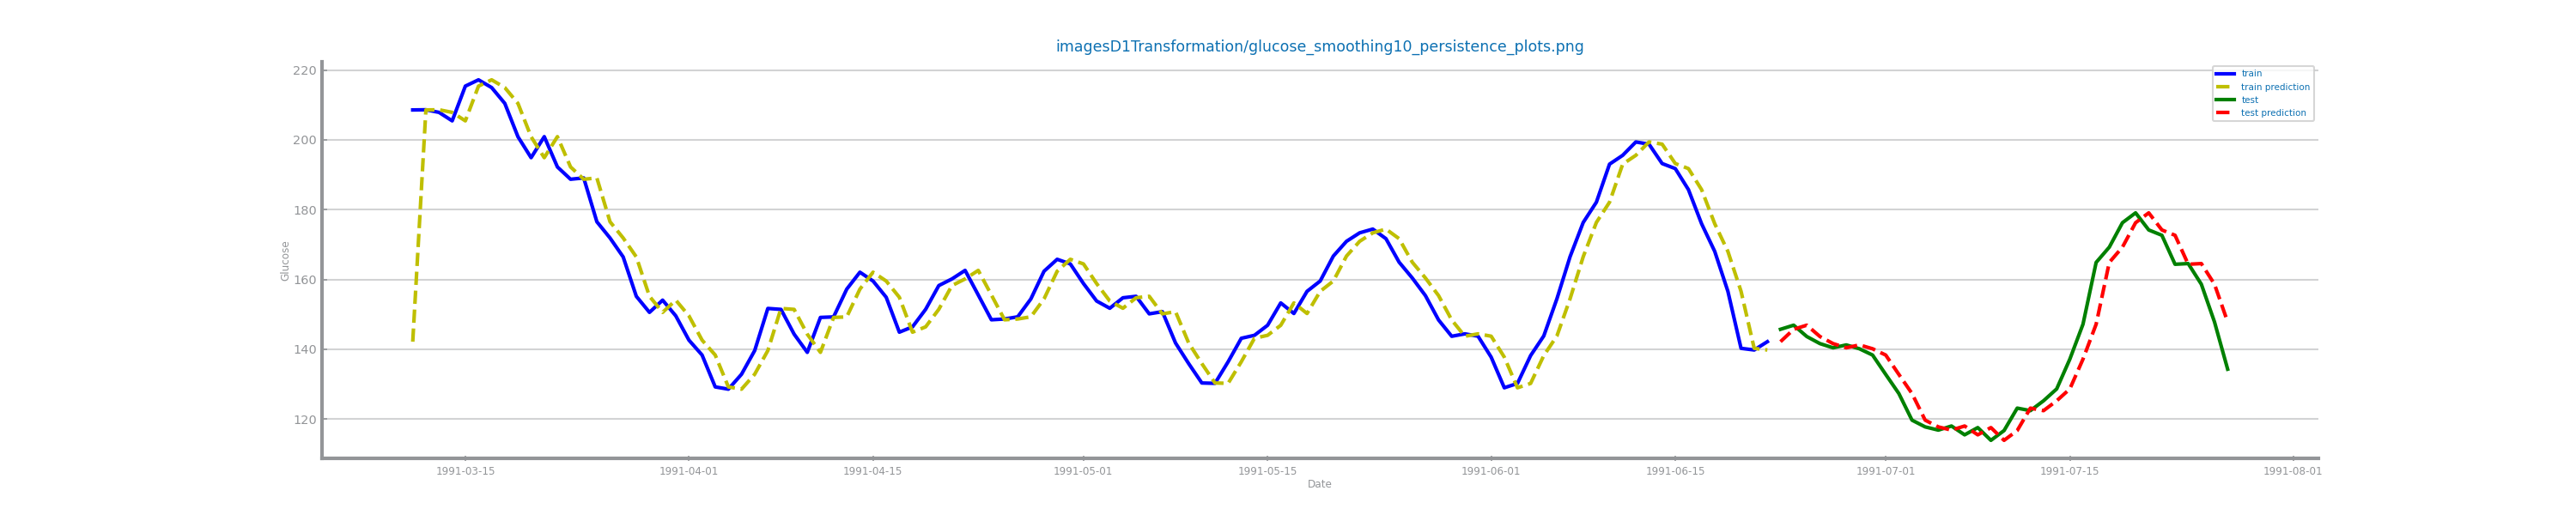 imagesD1Transformation/glucose_smoothing10_persistence_plots.png
220
200
180
160
140
120
Glucose
train
train prediction
test
test prediction
1991-03-15 1991-04-01 1991-04-15 1991-05-01 1991-05-15 1991-06-01 1991-06-15 1991-07-01 1991-07-15 1991-08-01
Date